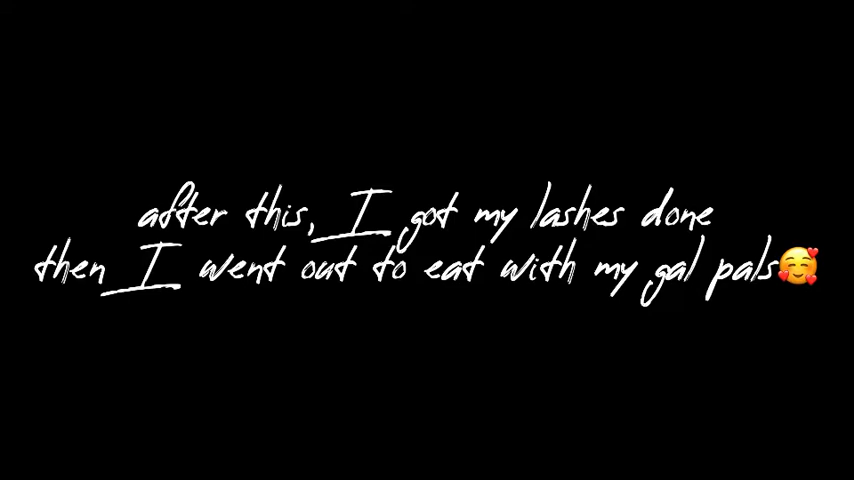 after this, I got my lashes done
then I went out to eat with my gal pals🥰